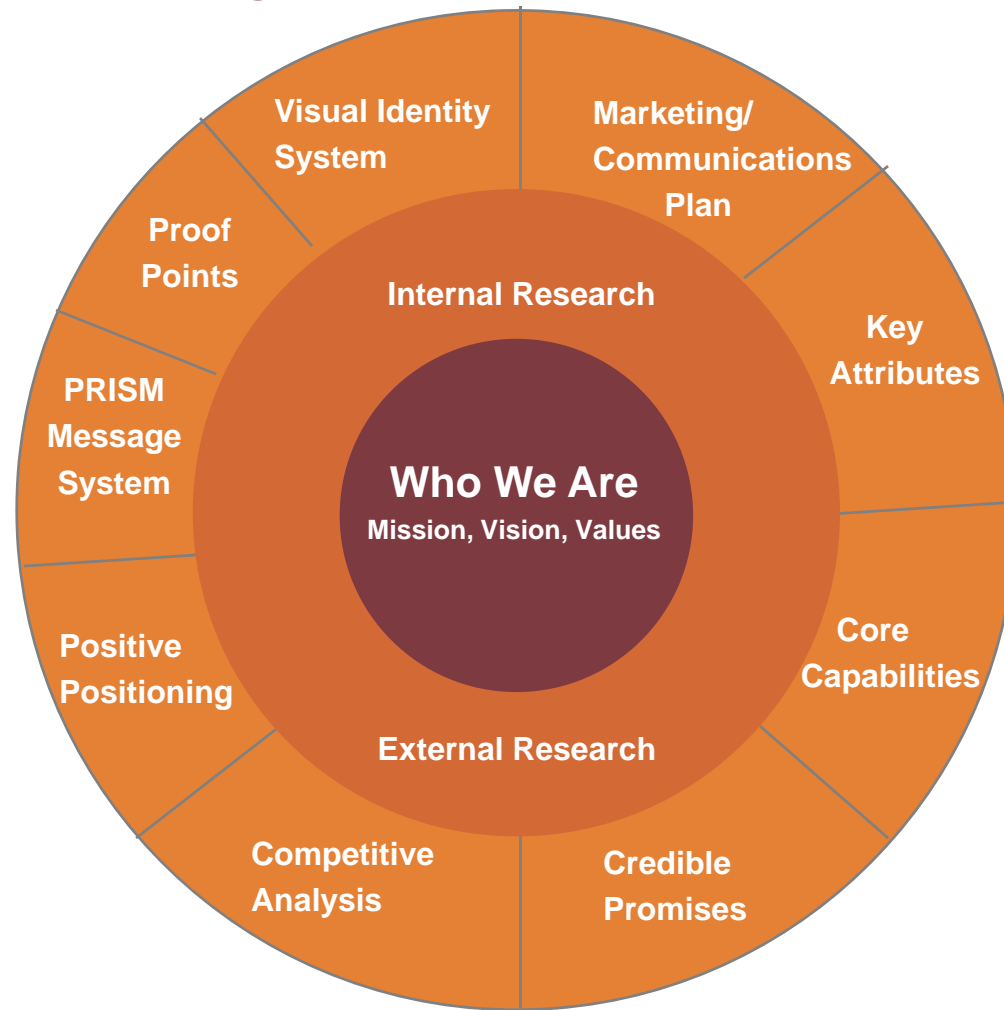 Visual Identity
System
Marketing/
Communications
Plan
Proof
Points
Internal Research
Key
Attributes
PRISM
Message
System
Who We Are
Mission, Vision, Values
Positive
Positioning
Core
Capabilities
External Research
Competitive
Analysis
Credible
Promises